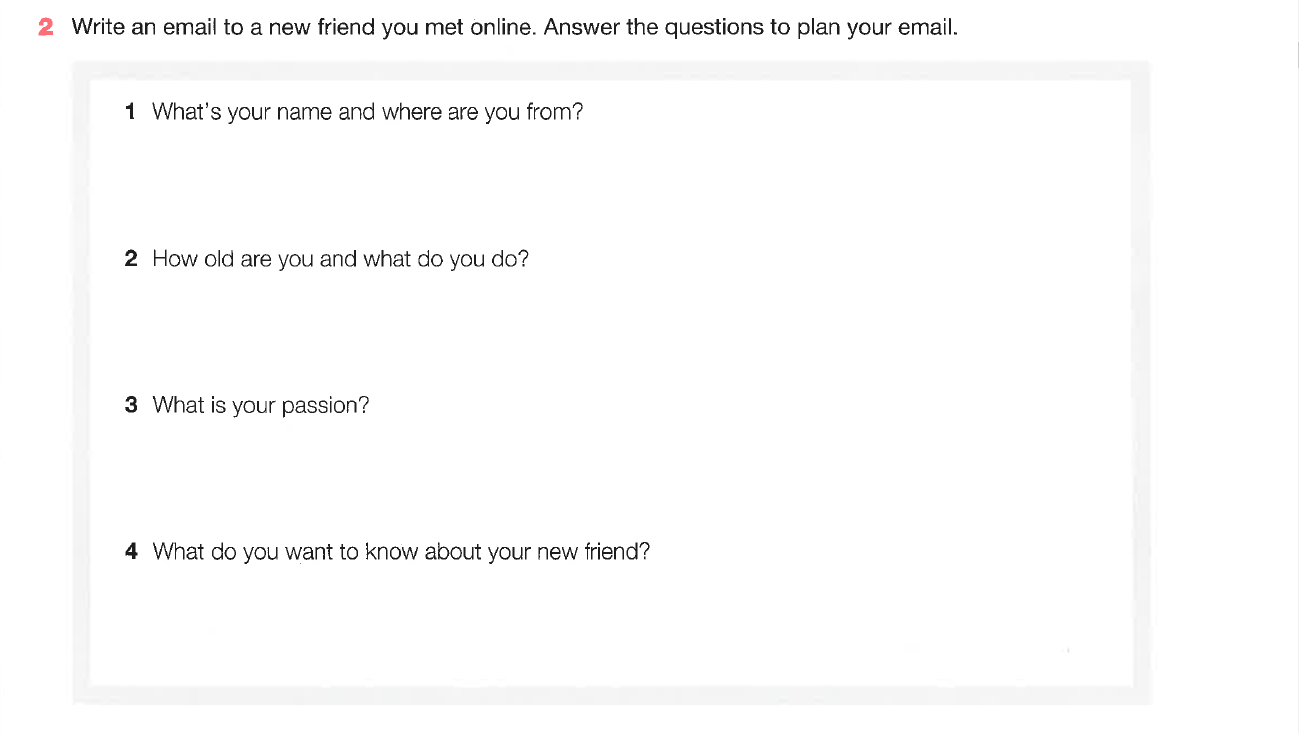 2 Write an email to a new friend you met online. Answer the questions to plan your email.
1 What's your name and where are you from?
2 How old are you and what do you do?
3 What is your passion?
4 What do you want to know about your new friend?